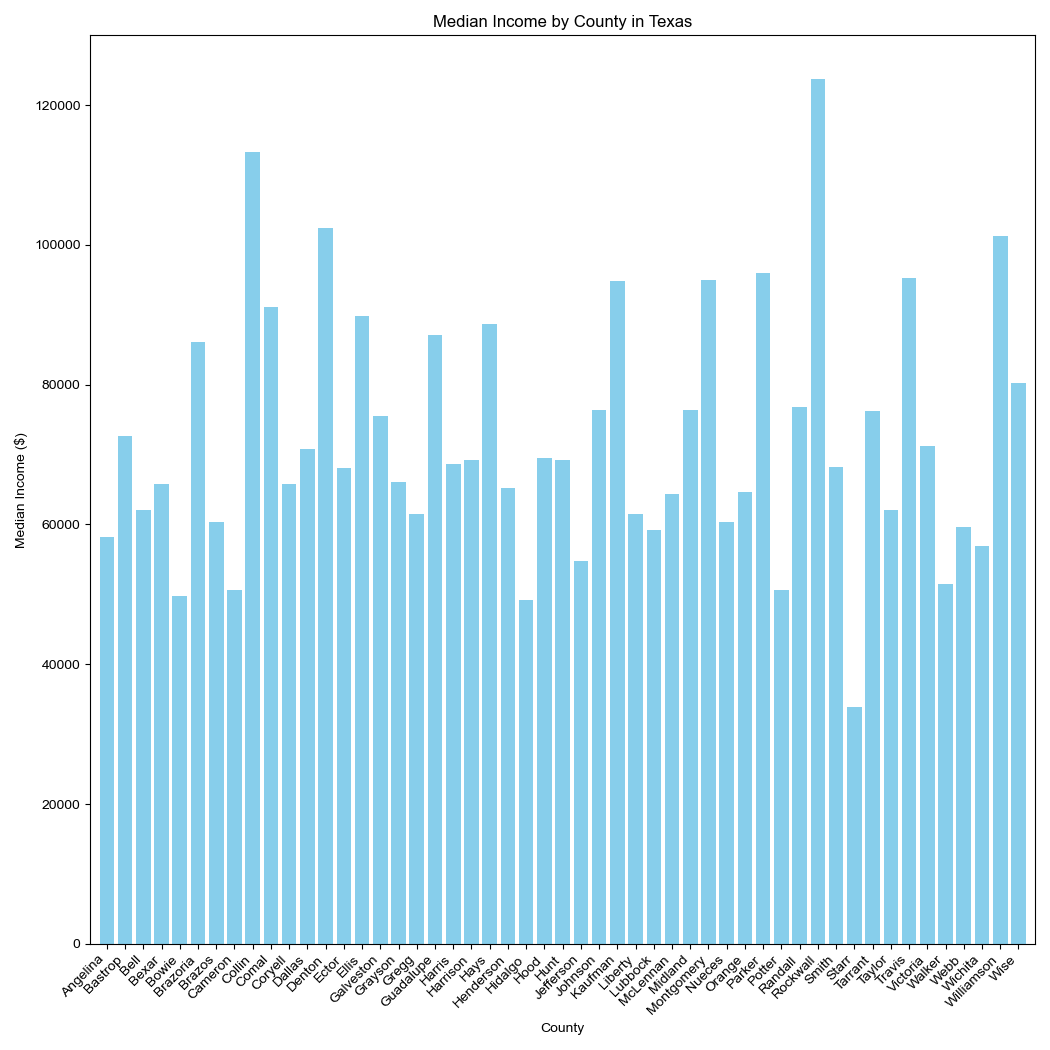 Median Income by County in Texas
120000
100000
80000
60000
40000
20000
0
Median Income ($)
Angelina
Bastrop
Bell
Bexar
Bowie
Brazoria
Brazos
Cameron
Collin
Comal
Coryell
Dallas
Denton
Ector
Ellis
Galveston
Grayson
Gregg
Guadalupe
Harris
Harrison
Hays
Henderson
Hidalgo
Hood
Hunt
Jefferson
Johnson
Kaufman
Liberty
Lubbock
McLennan
Midland
Montgomery
Nueces
Orange
Parker
Potter
Randall
Rockwall
Smith
Starr
Tarrant
Taylor
Travis
Victoria
Walker
Webb
Wichita
Williamson
Wise
County